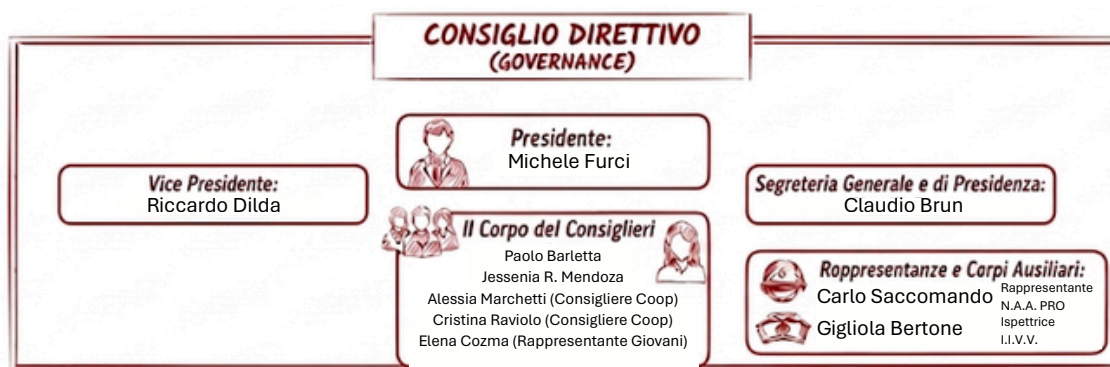 CONSIGLIO DIRETTIVO
(GOVERNANCE)
Presidente:
Michele Furci
Vice Presidente:
Riccardo Dilda
Segreteria Generale e di Presidenza:
Claudio Brun
Il Corpo del Consiglieri
Paolo Barletta
Jessenia R. Mendoza
Alessia Marchetti (Consigliere Coop)
Cristina Raviolo (Consigliere Coop)
Elena Cozma (Rappresentante Giovani)
Roppresentanze e Corpi Ausiliari:
Carlo Saccomando
Rappresentante
N.A.A. PRO
Gigliola Bertone
Ispettrice
I.I.V.V.